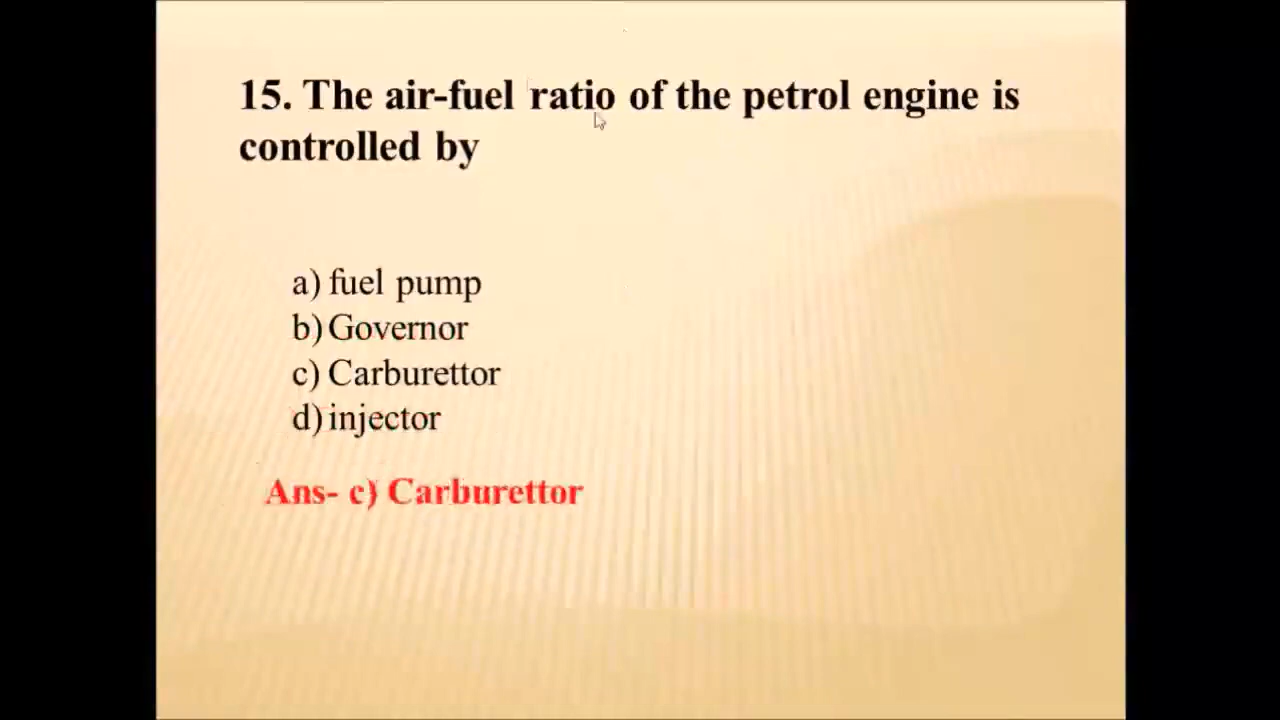 15. The air-fuel ratio of the petrol engine is
controlled by
a) fuel pump
b) Governor
c) Carburettor
d) injector
Ans- c) Carburettor